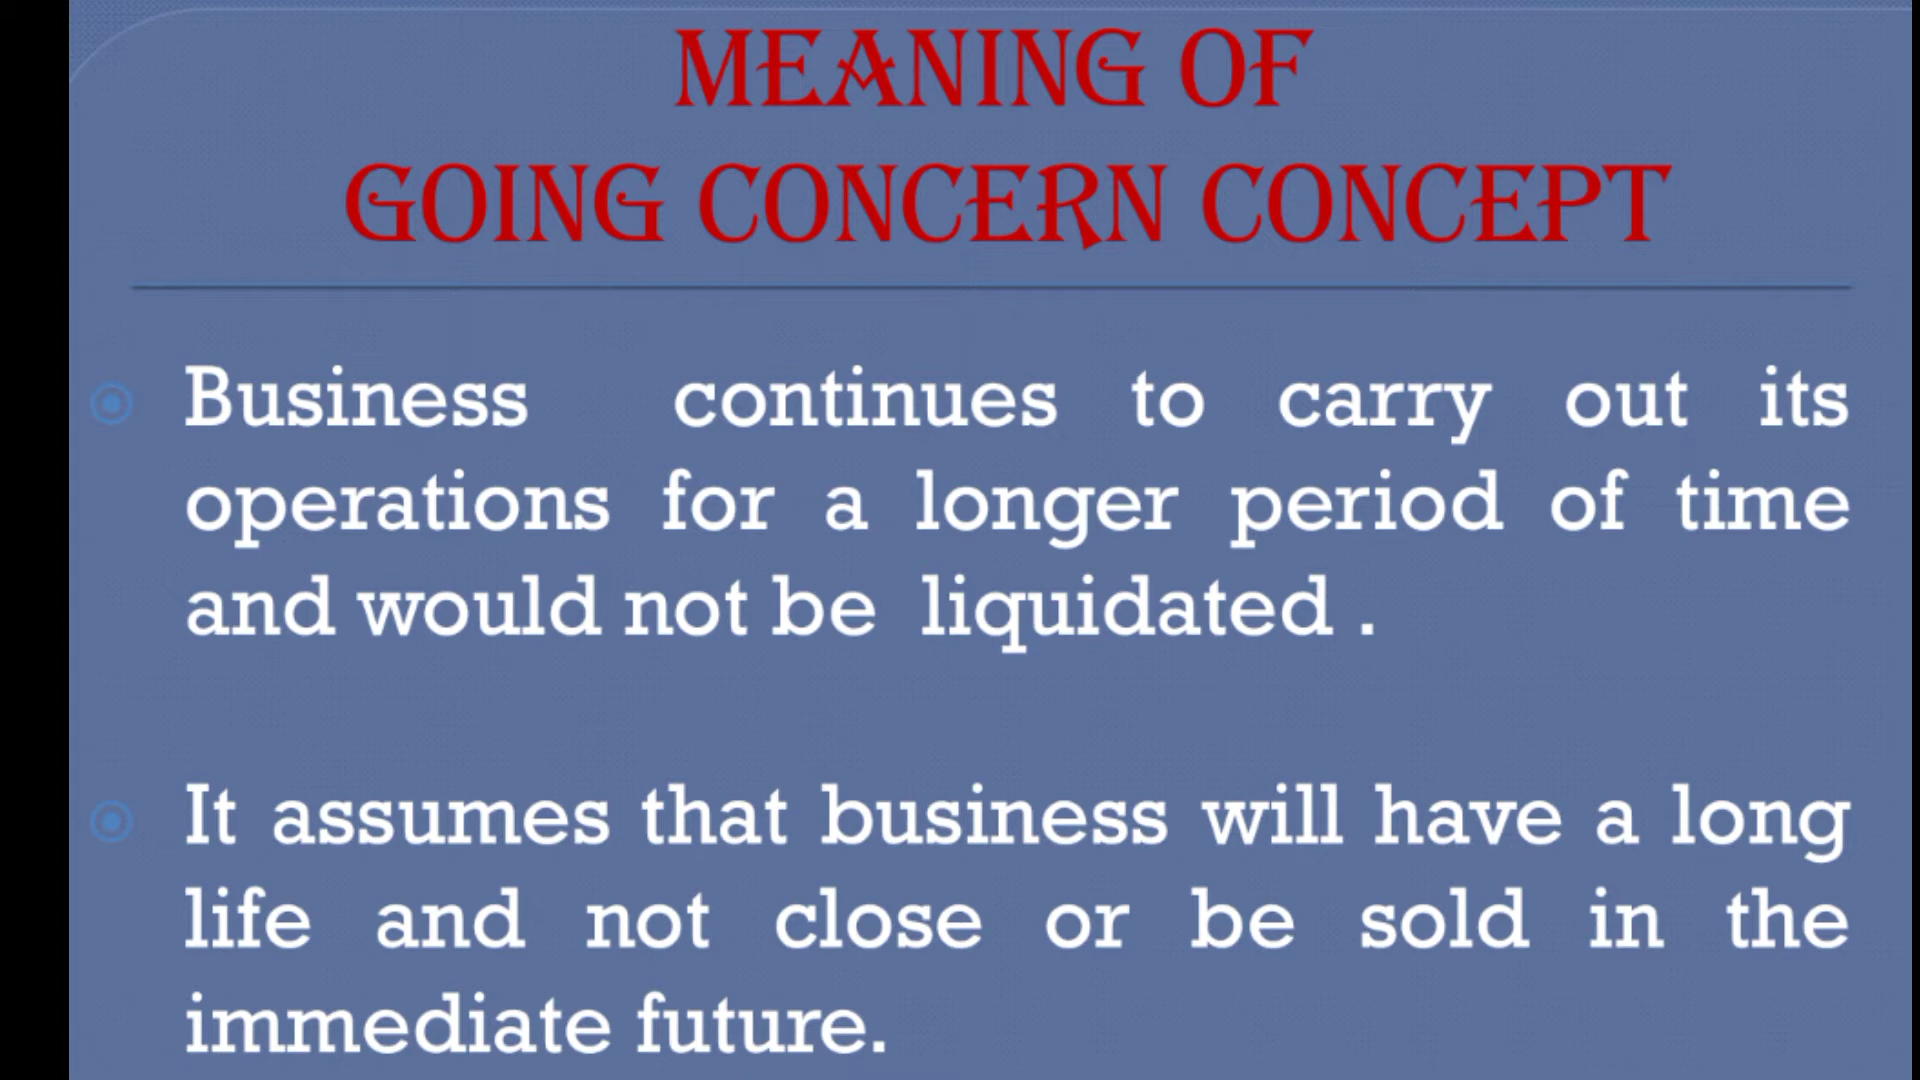 MEANING OF
GOING CONCERN CONCEPT
Business continues to carry out its
operations for a longer period of time
and would not be liquidated .
It assumes that business will have a long
life and not close or be sold in the
immediate future.